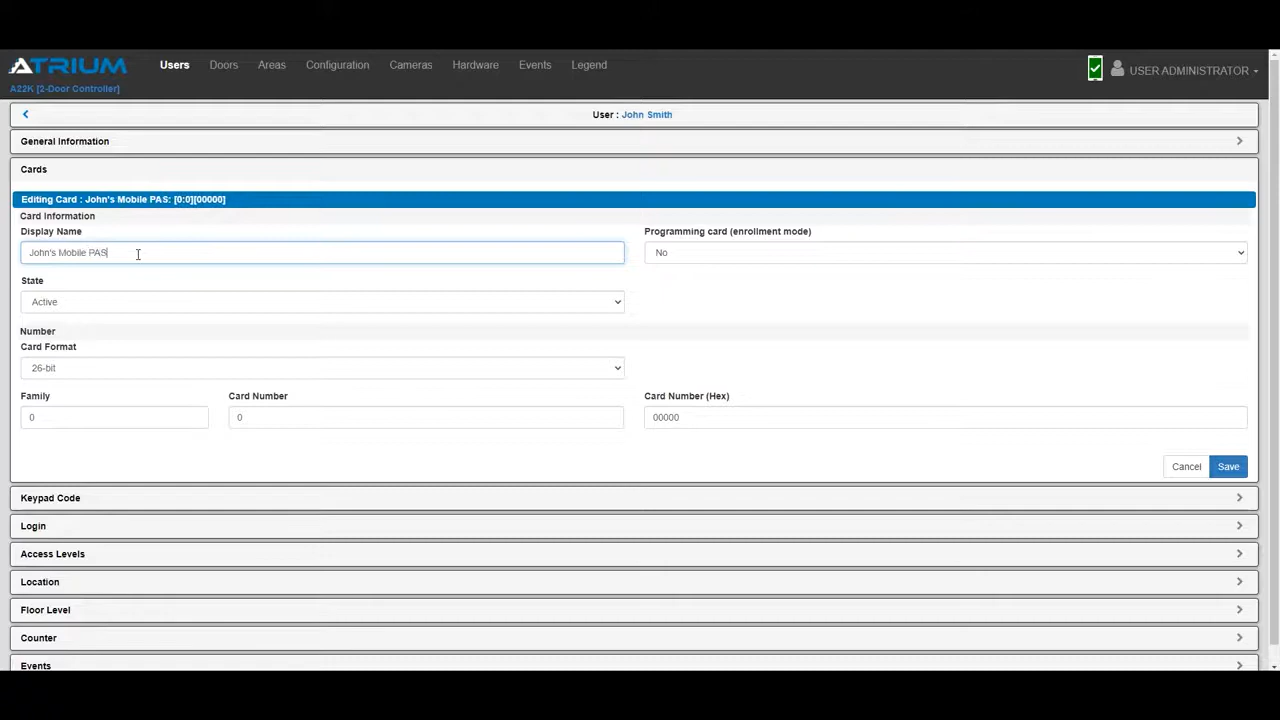 ATRIUM
Users Doors Areas Configuration Cameras Hardware Events Legend
USER ADMINISTRATOR
A22K [2-Door Controller]
User : John Smith
General Information
Cards
Editing Card : John's Mobile PAS: [0:0][00000]
Card Information
Display Name Programming card (enrollment mode)
John's Mobile PAS No
State
Active
Number
Card Format
26-bit
Family Card Number Card Number (Hex)
0 0 00000
Cancel Save
Keypad Code
Login
Access Levels
Location
Floor Level
Counter
Events